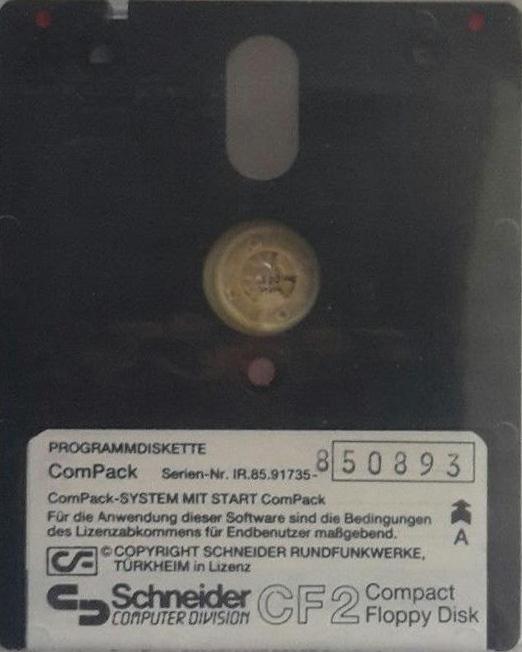 PROGRAMMDISKETTE
ComPack Serien-Nr. IR.85.91735-850893
ComPack-SYSTEM MIT START ComPack
Für die Anwendung dieser Software sind die Bedingungen
des Lizenzabkommens für Endbenutzer maßgebend.
A
© COPYRIGHT SCHNEIDER RUNDFUNKWERKE,
TÜRKHEIM in Lizenz
Schneider
COMPUTER DIVISION
CF2 Compact
Floppy Disk